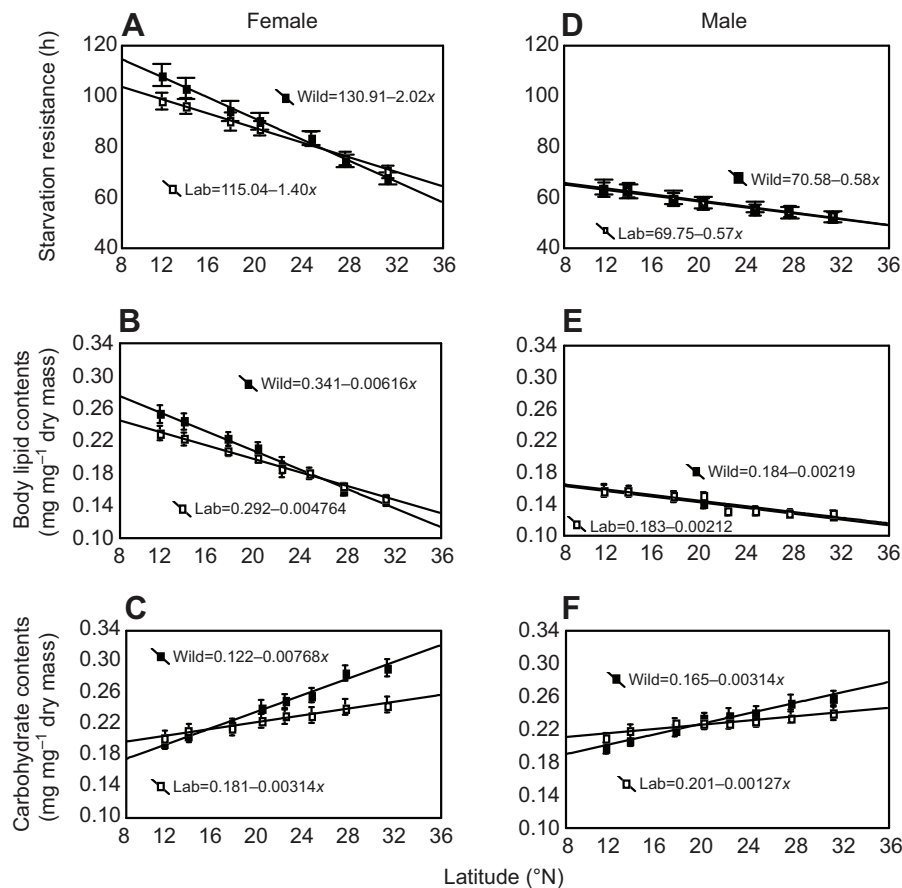 Female
Male
A
Starvation resistance (h)
120
100
80
60
40
Wild=130.91–2.02x
Lab=115.04–1.40x
8 12 16 20 24 28 32 36
D
120
100
80
60
40
Wild=70.58–0.58x
Lab=69.75–0.57x
8 12 16 20 24 28 32 36
B
Body lipid contents
(mg mg–1 dry mass)
0.34
0.30
0.26
0.22
0.18
0.14
0.10
Wild=0.341–0.00616x
Lab=0.292–0.004764
8 12 16 20 24 28 32 36
E
0.34
0.30
0.26
0.22
0.18
0.14
0.10
Wild=0.184–0.00219
Lab=0.183–0.00212
8 12 16 20 24 28 32 36
C
Carbohydrate contents
(mg mg–1 dry mass)
0.34
0.30
0.26
0.22
0.18
0.14
0.10
Wild=0.122–0.00768x
Lab=0.181–0.00314x
8 12 16 20 24 28 32 36
F
0.34
0.30
0.26
0.22
0.18
0.14
0.10
Wild=0.165–0.00314x
Lab=0.201–0.00127x
8 12 16 20 24 28 32 36
Latitude (°N)